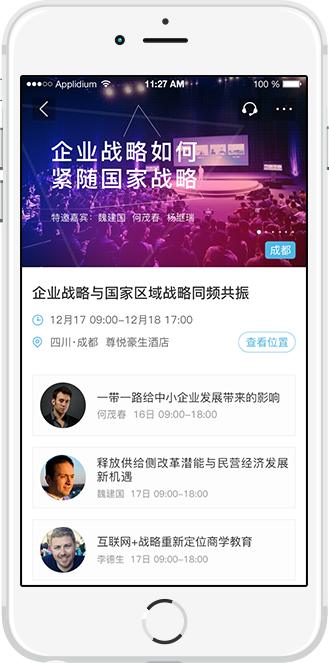 ●●●○○ Applidium 11:27 AM 100 %
企业战略如何
紧随国家战略
特邀嘉宾：魏建国 何茂春 杨继瑞
成都
企业战略与国家区域战略同频共振
12月17 09:00-12月18 17:00
四川·成都 尊悦豪生酒店 查看位置
一带一路给中小企业发展带来的影响
何茂春 16日 09:00-18:00
释放供给侧改革潜能与民营经济发展
新机遇
魏建国 17日 09:00-18:00
互联网+战略重新定位商学教育
李德生 17日 09:00-18:00